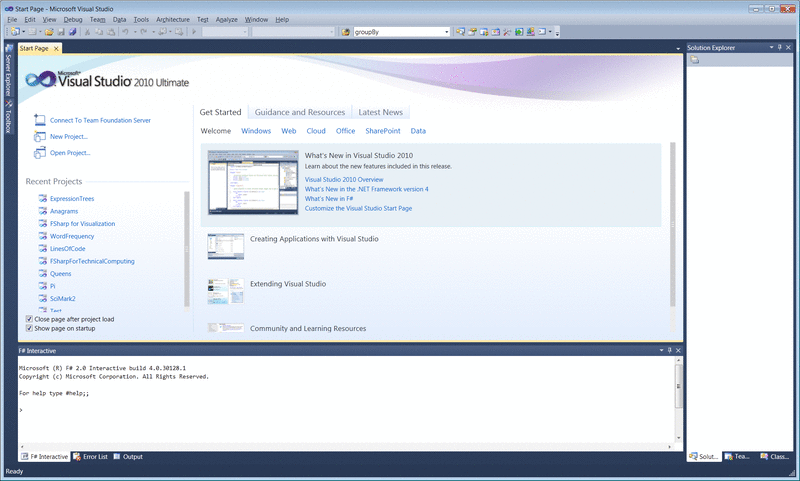 Start Page - Microsoft Visual Studio
File Edit View Debug Team Data Tools Architecture Test Analyze Window Help
groupBy
Server Explorer
Toolbox
Start Page
Microsoft
Visual Studio 2010 Ultimate
Connect To Team Foundation Server
New Project...
Open Project...
Recent Projects
ExpressionTrees
Anagrams
FSharp for Visualization
WordFrequency
LinesOfCode
FSharpForTechnicalComputing
Queens
Pi
SciMark2
Test
Close page after project load
Show page on startup
Get Started Guidance and Resources Latest News
Welcome Windows Web Cloud Office SharePoint Data
What's New in Visual Studio 2010
Learn about the new features included in this release.
Visual Studio 2010 Overview
What's New in the .NET Framework version 4
What's New in F#
Customize the Visual Studio Start Page
Creating Applications with Visual Studio
Extending Visual Studio
Community and Learning Resources
Solution Explorer
F# Interactive
Microsoft (R) F# 2.0 Interactive build 4.0.30128.1
Copyright (c) Microsoft Corporation. All Rights Reserved.
For help type #help;;
>
F# Interactive Error List Output
Solut... Tea... Class...
Ready